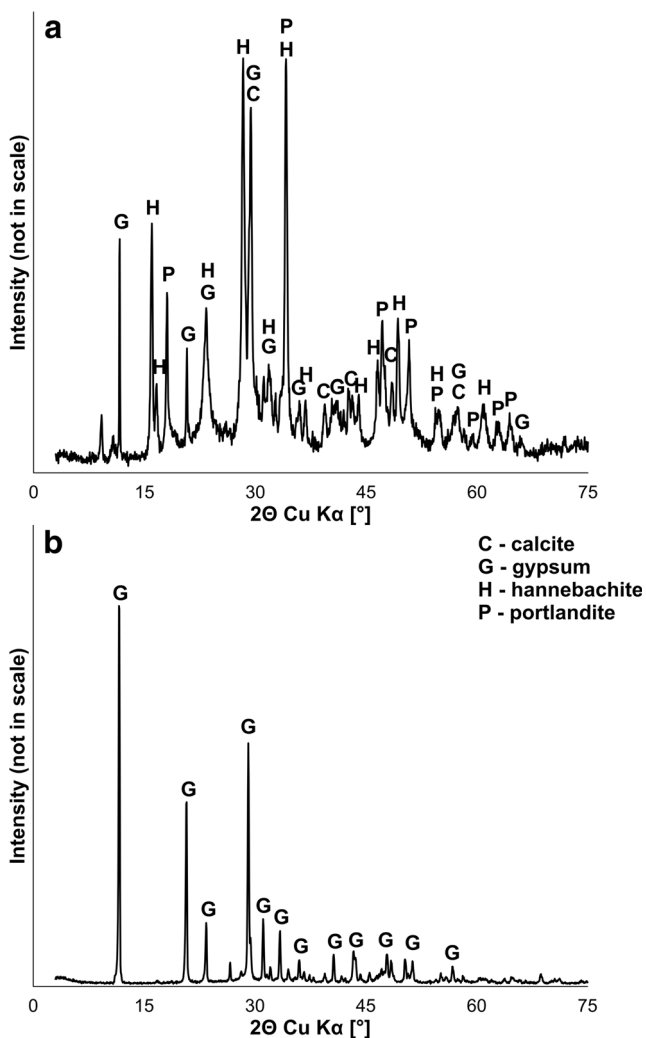 a
P
H
H
G
C
H
G
P
H
G
G
H
H
G
G
H
C
G
C
H
H
P
C
H
P
H
P
G
C
P
H
P
P
G
Intensity (not in scale)
0 15 30 45 60 75
2Θ Cu Kα [°]
b
C - calcite
G - gypsum
H - hannebachite
P - portlandite
G
G
G
G
G
G
G
G
G
G
G
G
Intensity (not in scale)
0 15 30 45 60 75
2Θ Cu Kα [°]